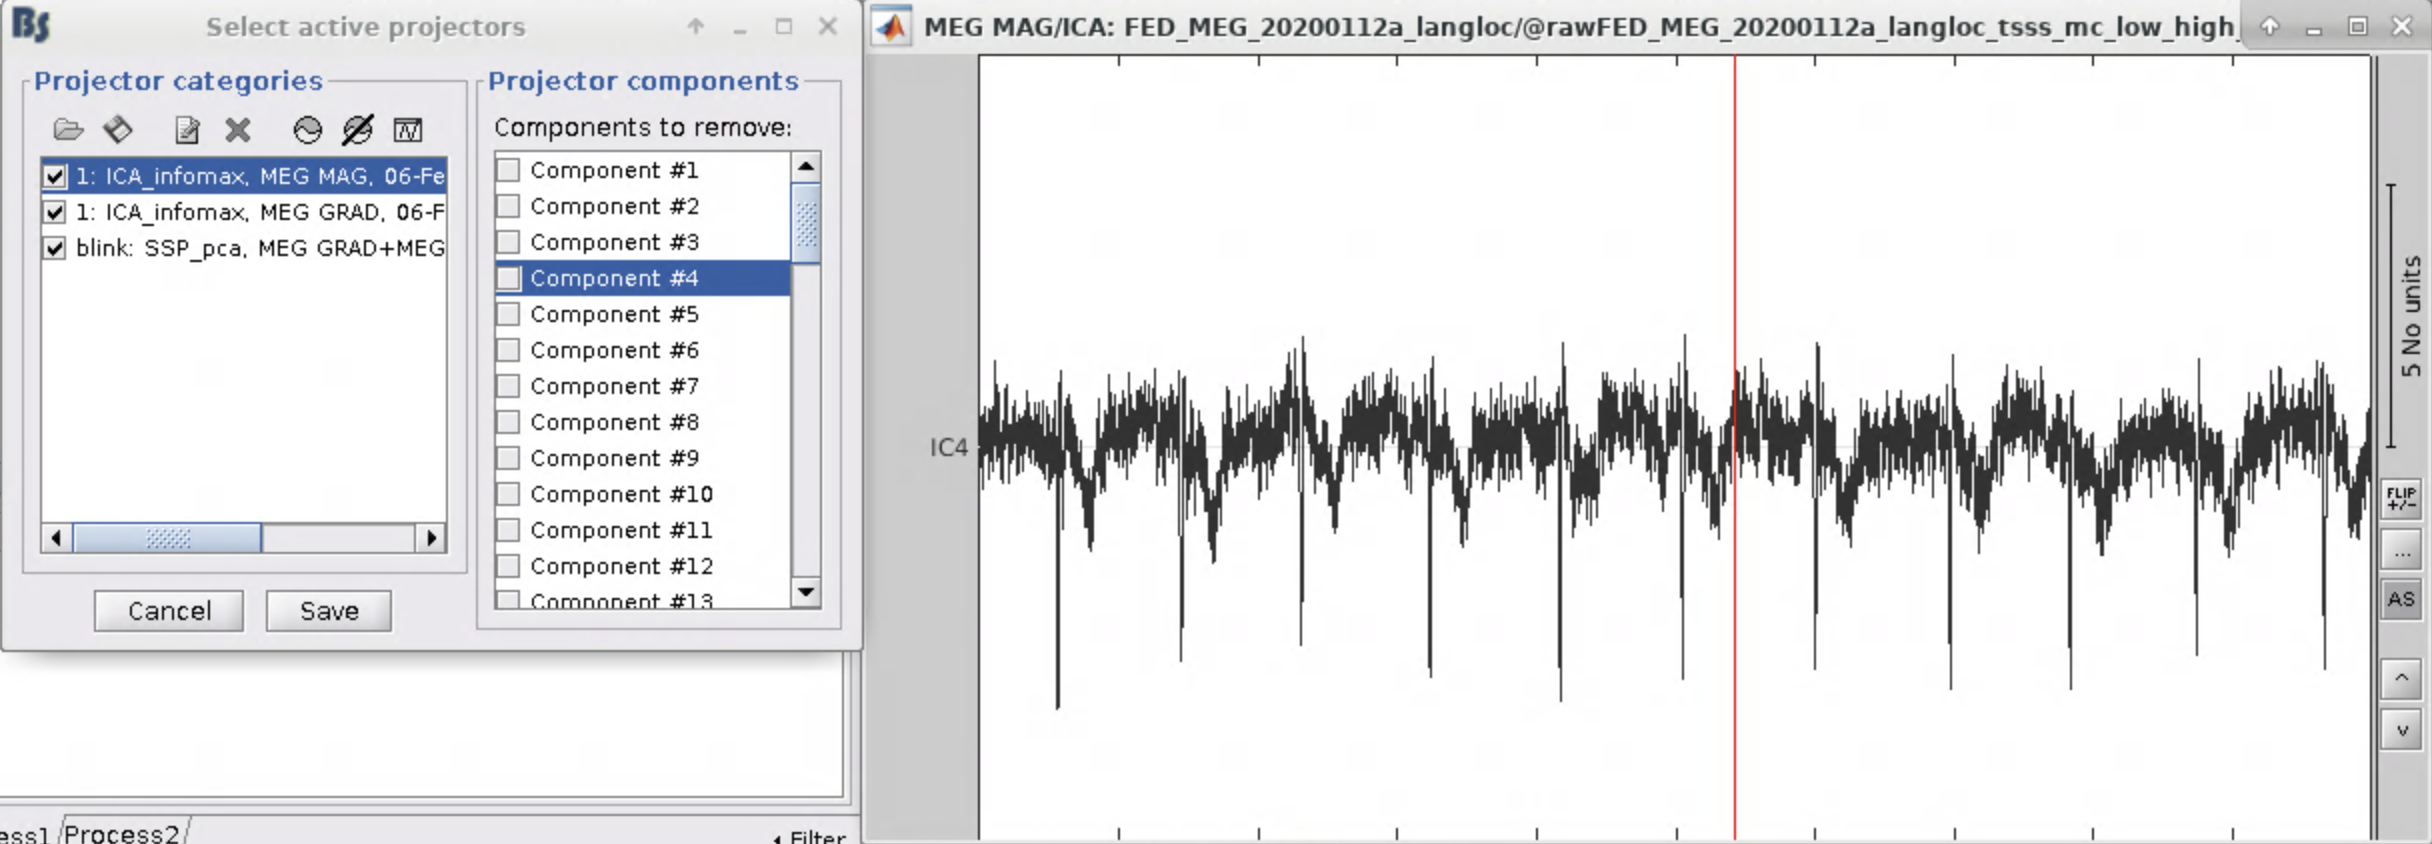 Bs
Select active projectors
Projector categories
1: ICA_infomax, MEG MAG, 06-Fe
1: ICA_infomax, MEG GRAD, 06-F
blink: SSP_pca, MEG GRAD+MEG
Cancel
Save
Projector components
Components to remove:
Component #1
Component #2
Component #3
Component #4
Component #5
Component #6
Component #7
Component #8
Component #9
Component #10
Component #11
Component #12
Component #13
ess1
Process2
Filter
MEG MAG/ICA: FED_MEG_20200112a_langloc/@rawFED_MEG_20200112a_langloc_tsss_mc_low_high_
IC4
5 No units
FLIP
+/-
...
AS
^
v